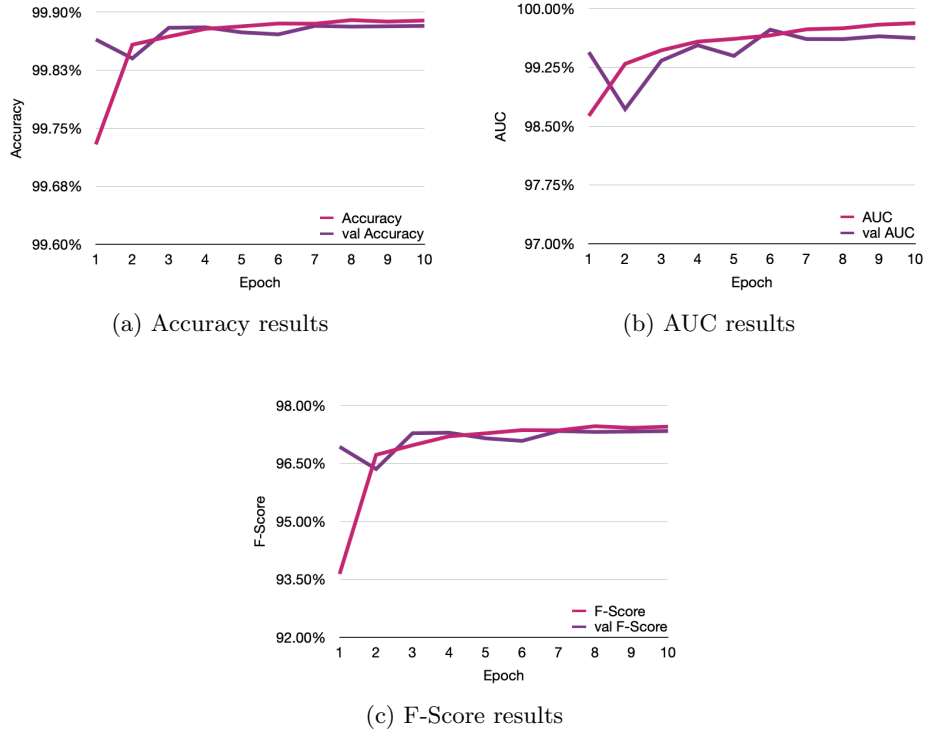 99.90%
99.83%
99.75%
99.68%
99.60%
Accuracy
Accuracy
val Accuracy
1 2 3 4 5 6 7 8 9 10
Epoch
(a) Accuracy results
100.00%
99.25%
98.50%
97.75%
97.00%
AUC
AUC
val AUC
1 2 3 4 5 6 7 8 9 10
Epoch
(b) AUC results
98.00%
96.50%
95.00%
93.50%
92.00%
F-Score
F-Score
val F-Score
1 2 3 4 5 6 7 8 9 10
Epoch
(c) F-Score results